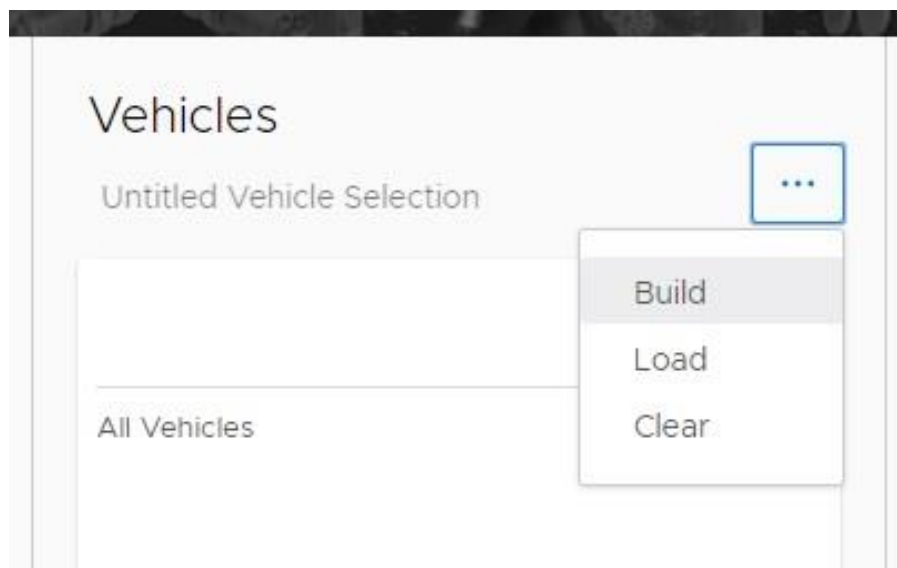 Vehicles
Untitled Vehicle Selection
...
Build
Load
All Vehicles
Clear